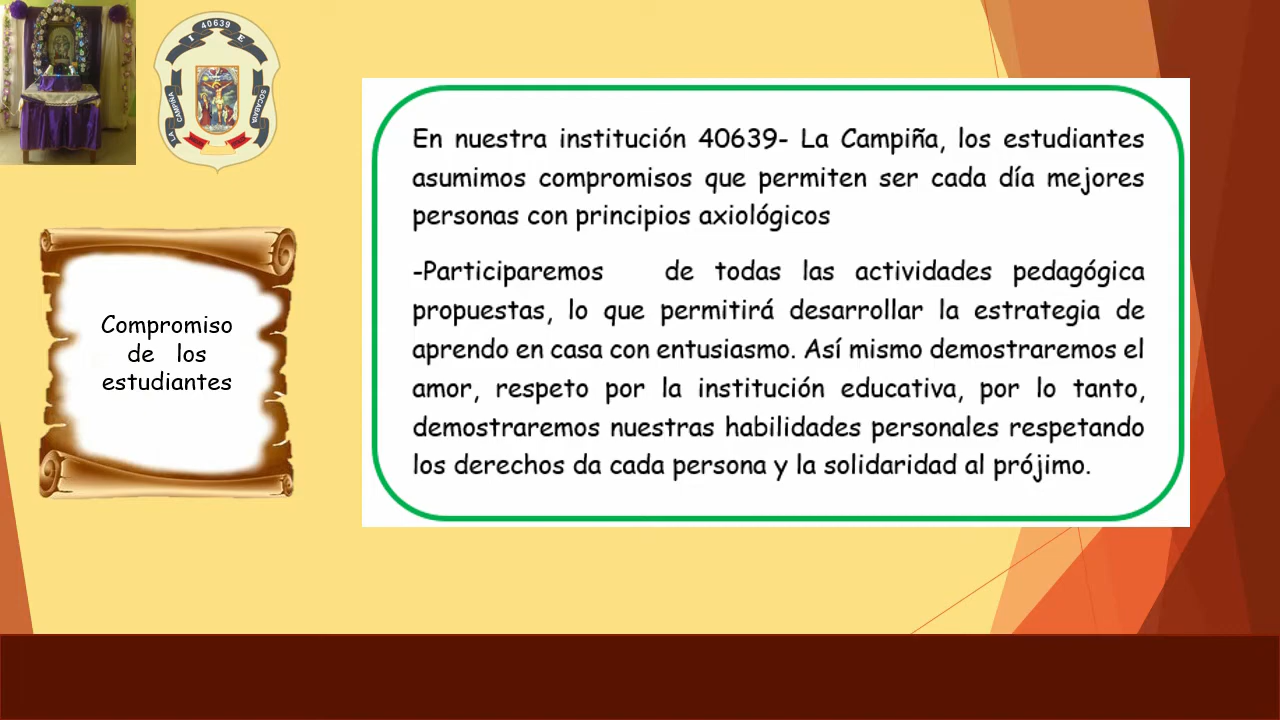 40639
I E
LA CAMPIÑA
SOCABAYA
Compromiso
de los
estudiantes
En nuestra institución 40639- La Campiña, los estudiantes
asumimos compromisos que permiten ser cada día mejores
personas con principios axiológicos
-Participaremos de todas las actividades pedagógica
propuestas, lo que permitirá desarrollar la estrategia de
aprendo en casa con entusiasmo. Así mismo demostraremos el
amor, respeto por la institución educativa, por lo tanto,
demostraremos nuestras habilidades personales respetando
los derechos da cada persona y la solidaridad al prójimo.